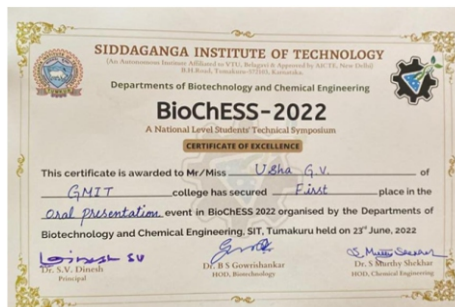 SIDDAGANGA INSTITUTE OF TECHNOLOGY
(An Autonomous Institute Affiliated to VTU, Belagavi & Approved by AICTE, New Delhi)
B.H.Road, Tumakuru-572103, Karnataka.
Departments of Biotechnology and Chemical Engineering
BioChESS-2022
A National Level Students' Technical Symposium
CERTIFICATE OF EXCELLENCE
This certificate is awarded to Mr/Miss Usha G.V. of
GMIT college has secured First place in the
Oral Presentation event in BioChESS 2022 organised by the Departments of
Biotechnology and Chemical Engineering, SIT, Tumakuru held on 23rd June, 2022
Dinesh SV
Dr. S.V. Dinesh
Principal
Dr. B S Gowrishankar
HOD, Biotechnology
S. Murthy Shekhar
Dr. S Murthy Shekhar
HOD, Chemical Engineering